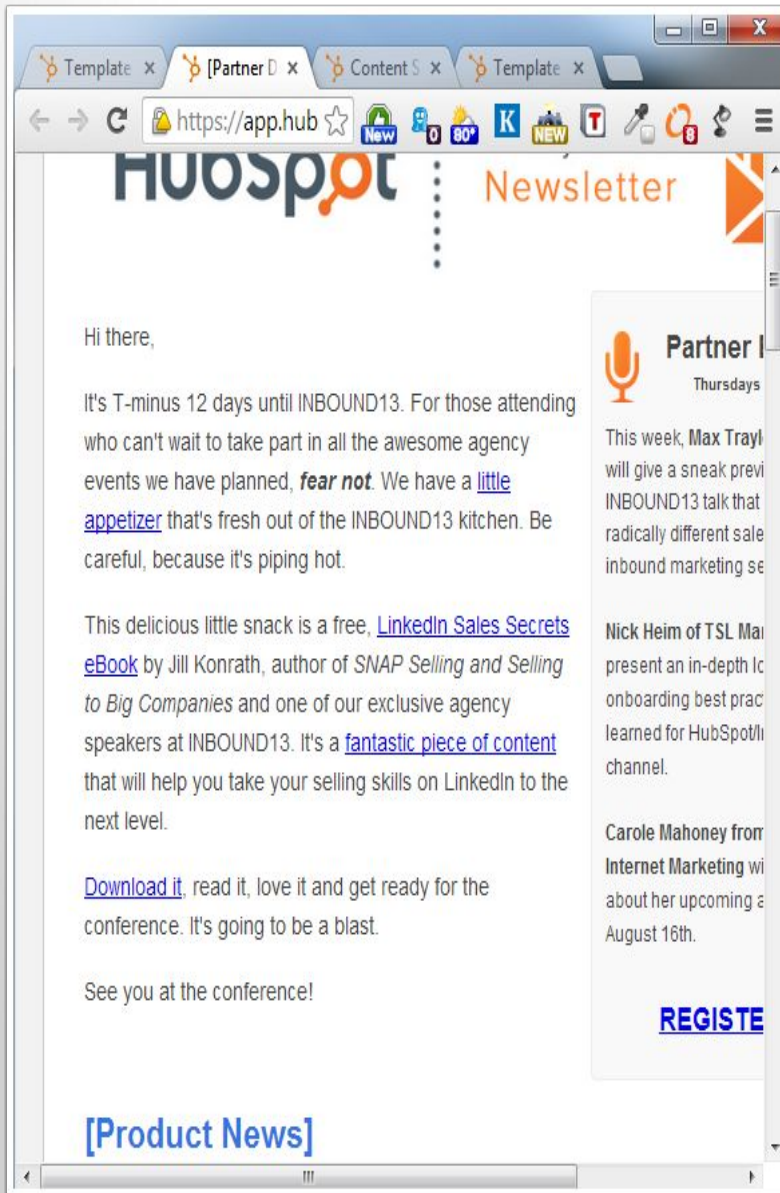 Template
[Partner D
Content S
Template
https://app.hub
New
0
80°
K
NEW
T
8
HubSpot
Newsletter
Hi there,
It's T-minus 12 days until INBOUND13. For those attending
who can't wait to take part in all the awesome agency
events we have planned, fear not. We have a little
appetizer that's fresh out of the INBOUND13 kitchen. Be
careful, because it's piping hot.
This delicious little snack is a free, LinkedIn Sales Secrets
eBook by Jill Konrath, author of SNAP Selling and Selling
to Big Companies and one of our exclusive agency
speakers at INBOUND13. It's a fantastic piece of content
that will help you take your selling skills on LinkedIn to the
next level.
Download it, read it, love it and get ready for the
conference. It's going to be a blast.
See you at the conference!
[Product News]
Partner
Thursdays
This week, Max Trayl
will give a sneak previ
INBOUND13 talk that
radically different sale
inbound marketing se
Nick Heim of TSL Mar
present an in-depth lo
onboarding best prac
learned for HubSpot/I
channel.
Carole Mahoney from
Internet Marketing wi
about her upcoming a
August 16th.
REGISTE